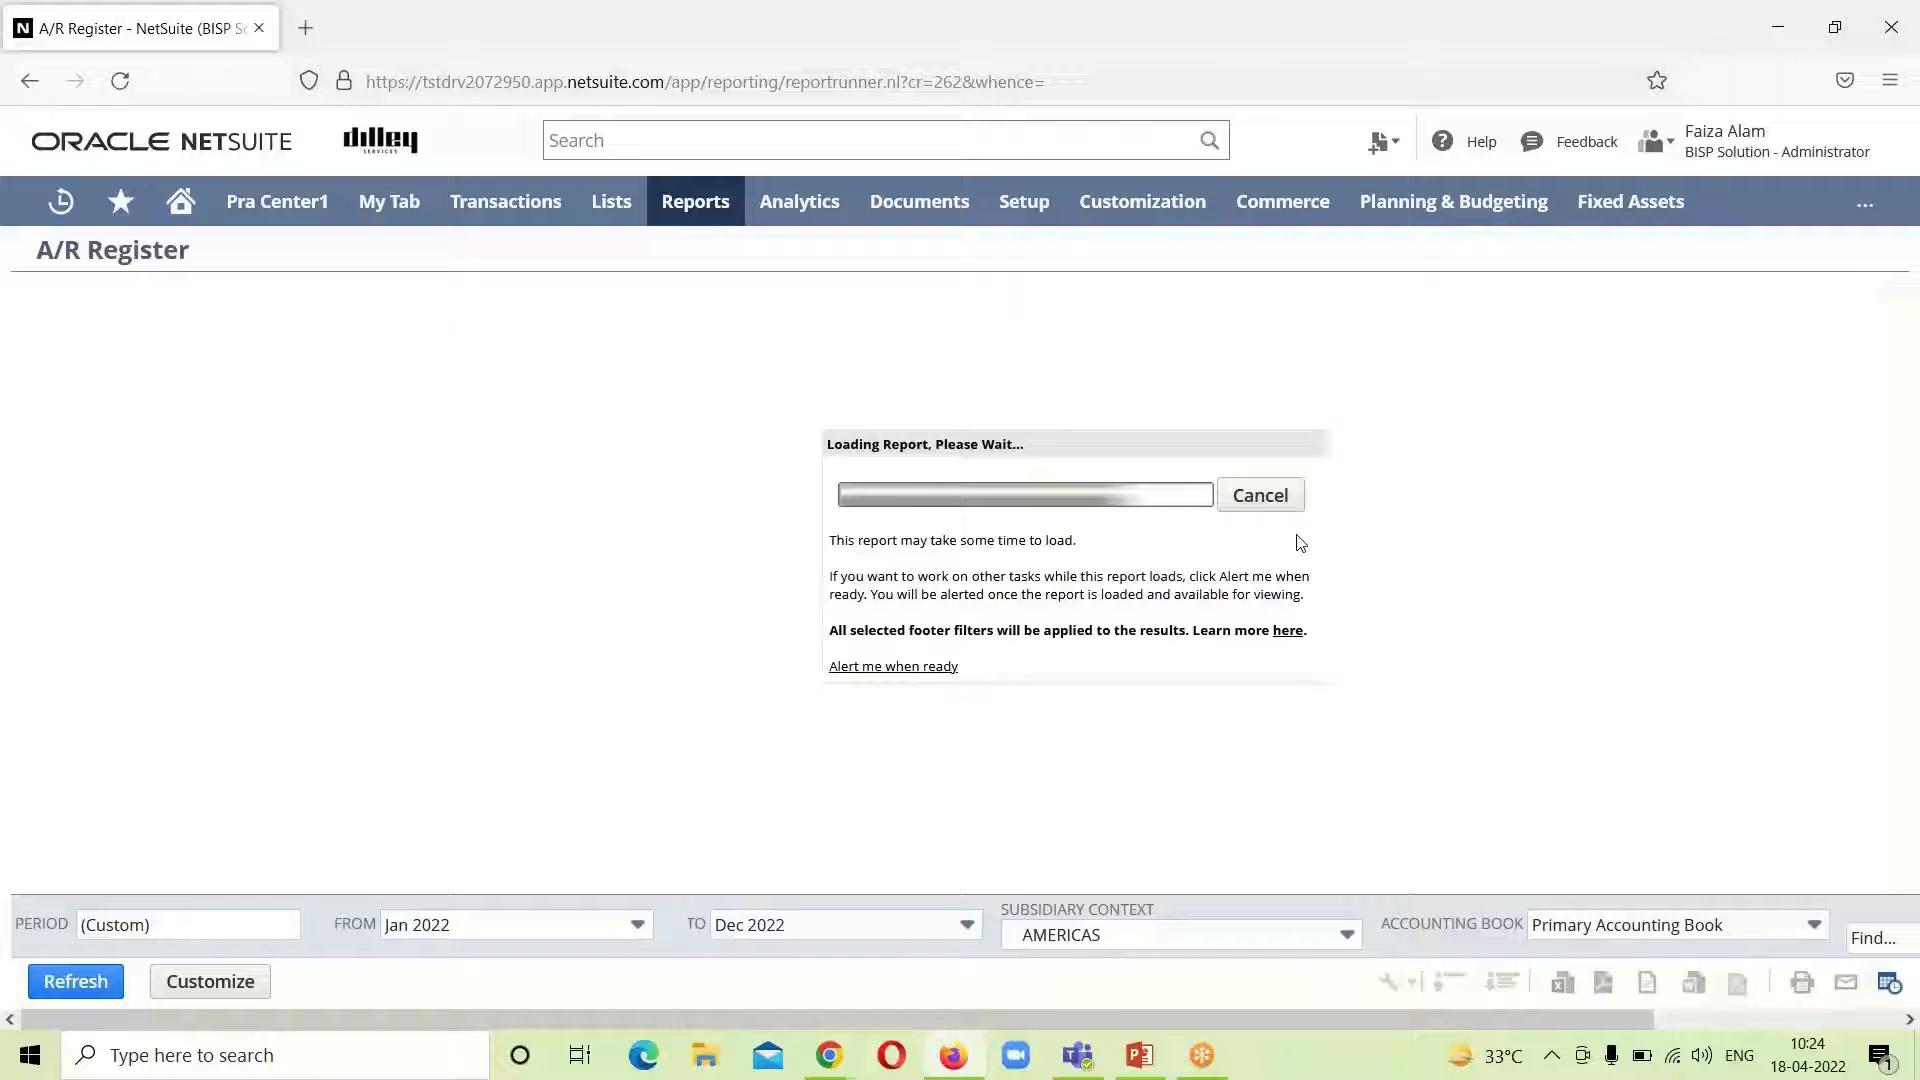 A/R Register - NetSuite (BISP So
https://tstdrv2072950.app.netsuite.com/app/reporting/reportrunner.nl?cr=262&whence=
ORACLE NETSUITE
dilley
SERVICES
Search
Help
Feedback
Faiza Alam
BISP Solution - Administrator
Pra Center1
My Tab
Transactions
Lists
Reports
Analytics
Documents
Setup
Customization
Commerce
Planning & Budgeting
Fixed Assets
...
A/R Register
Loading Report, Please Wait...
Cancel
This report may take some time to load.
If you want to work on other tasks while this report loads, click Alert me when
ready. You will be alerted once the report is loaded and available for viewing.
All selected footer filters will be applied to the results. Learn more here.
Alert me when ready
PERIOD (Custom)
FROM Jan 2022
TO Dec 2022
SUBSIDIARY CONTEXT
AMERICAS
ACCOUNTING BOOK Primary Accounting Book
Find...
Refresh
Customize
Type here to search
33°C
ENG
10:24
18-04-2022
1